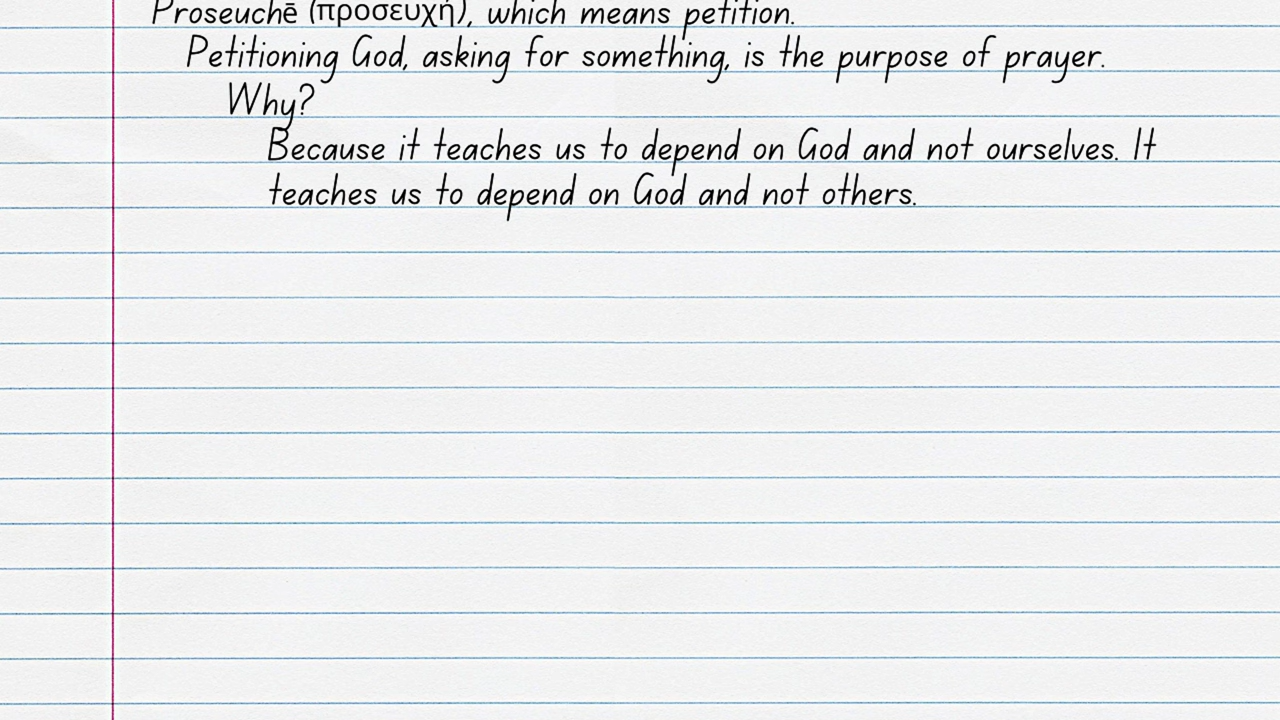 Proseuchē (προσευχή), which means petition.
Petitioning God, asking for something, is the purpose of prayer.
Why?
Because it teaches us to depend on God and not ourselves. It
teaches us to depend on God and not others.